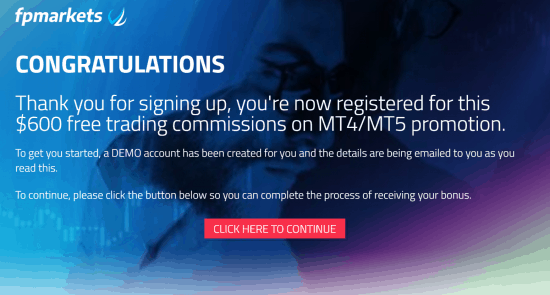 fpmarkets
CONGRATULATIONS
Thank you for signing up, you're now registered for this
$600 free trading commissions on MT4/MT5 promotion.
To get you started, a DEMO account has been created for you and the details are being emailed to you as you
read this.
To continue, please click the button below so you can complete the process of receiving your bonus.
CLICK HERE TO CONTINUE